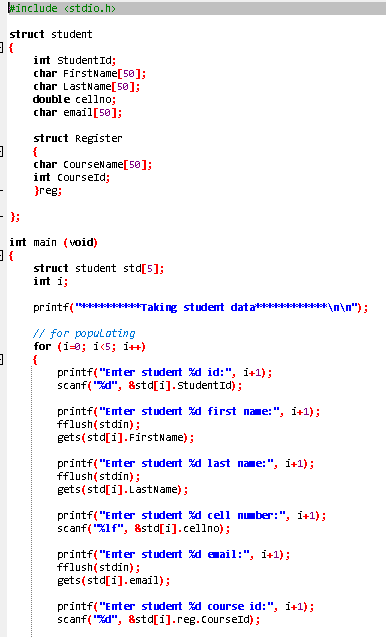 #include <stdio.h>
struct student
{
int StudentId;
char FirstName[50];
char LastName[50];
double cellno;
char email[50];
struct Register
{
char CourseName[50];
int CourseId;
}reg;
};
int main (void)
{
struct student std[5];
int i;
printf("**********Taking student data************\n\n");
// for populating
for (i=0; i<5; i++)
{
printf("Enter student %d id:", i+1);
scanf("%d", &std[i].StudentId);
printf("Enter student %d first name:", i+1);
fflush(stdin);
gets(std[i].FirstName);
printf("Enter student %d last name:", i+1);
fflush(stdin);
gets(std[i].LastName);
printf("Enter student %d cell number:", i+1);
scanf("%lf", &std[i].cellno);
printf("Enter student %d email:", i+1);
fflush(stdin);
gets(std[i].email);
printf("Enter student %d course id:", i+1);
scanf("%d", &std[i].reg.CourseId);